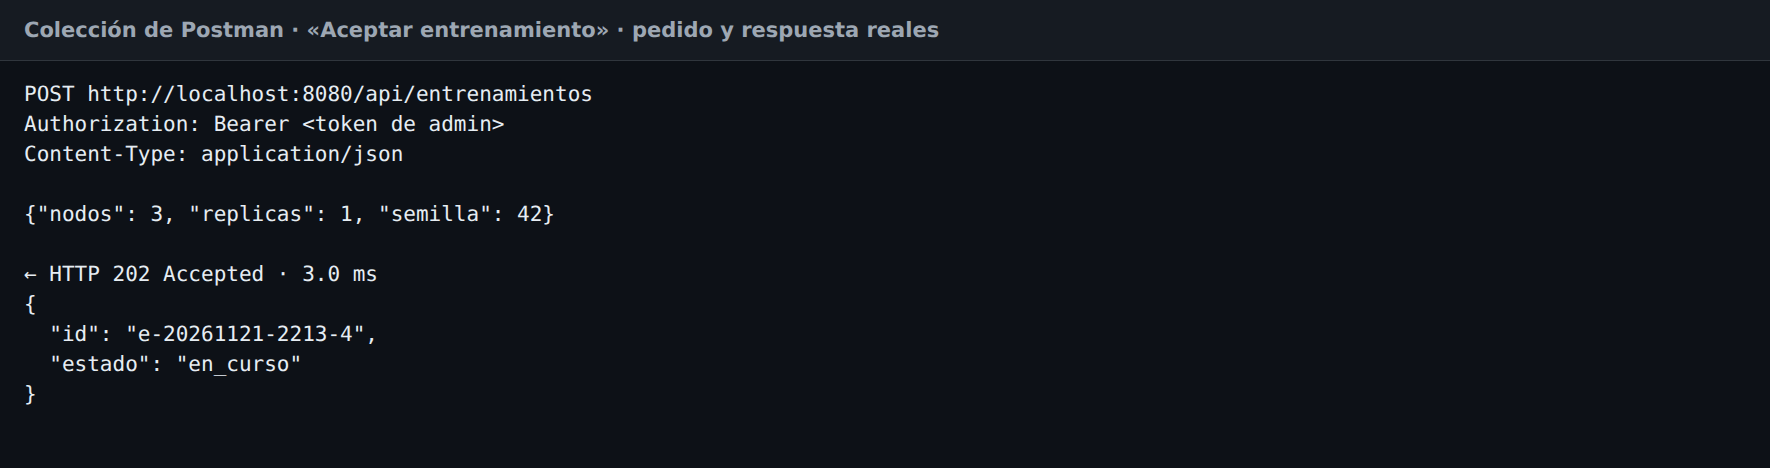 Colección de Postman · «Aceptar entrenamiento» · pedido y respuesta reales
POST http://localhost:8080/api/entrenamientos
Authorization: Bearer <token de admin>
Content-Type: application/json
{"nodos": 3, "replicas": 1, "semilla": 42}
← HTTP 202 Accepted · 3.0 ms
{
  "id": "e-20261121-2213-4",
  "estado": "en_curso"
}